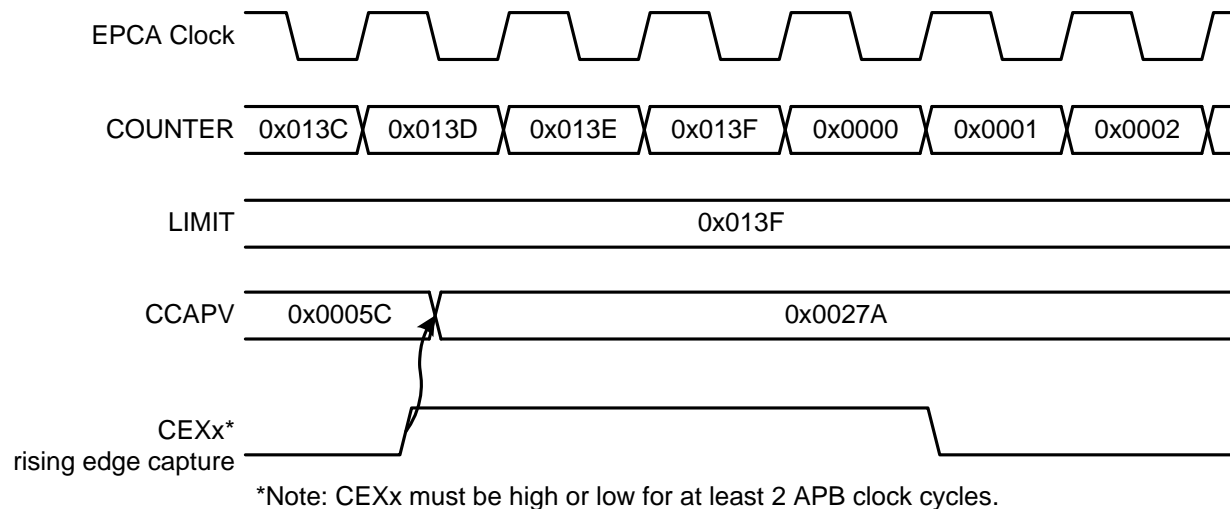 EPCA Clock
COUNTER 0x013C 0x013D 0x013E 0x013F 0x0000 0x0001 0x0002
LIMIT 0x013F
CCAPV 0x0005C 0x0027A
CEXx*
rising edge capture
*Note: CEXx must be high or low for at least 2 APB clock cycles.